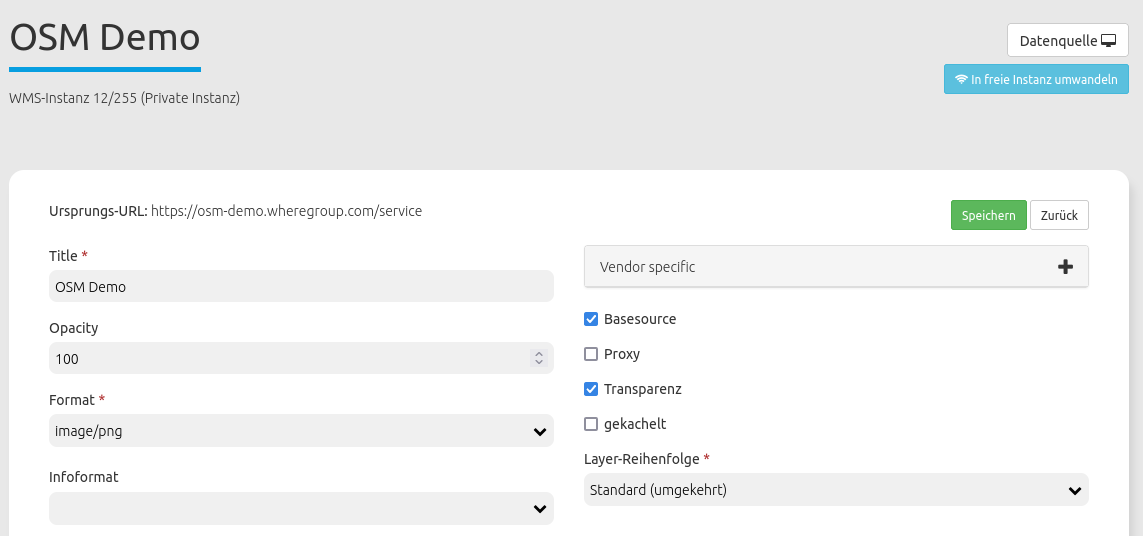 OSM Demo
Datenquelle
In freie Instanz umwandeln
WMS-Instanz 12/255 (Private Instanz)
Ursprungs-URL: https://osm-demo.wheregroup.com/service
Speichern
Zurück
Title *
OSM Demo
Opacity
100
Format *
image/png
Infoformat
Vendor specific
Basesource
Proxy
Transparenz
gekachelt
Layer-Reihenfolge *
Standard (umgekehrt)